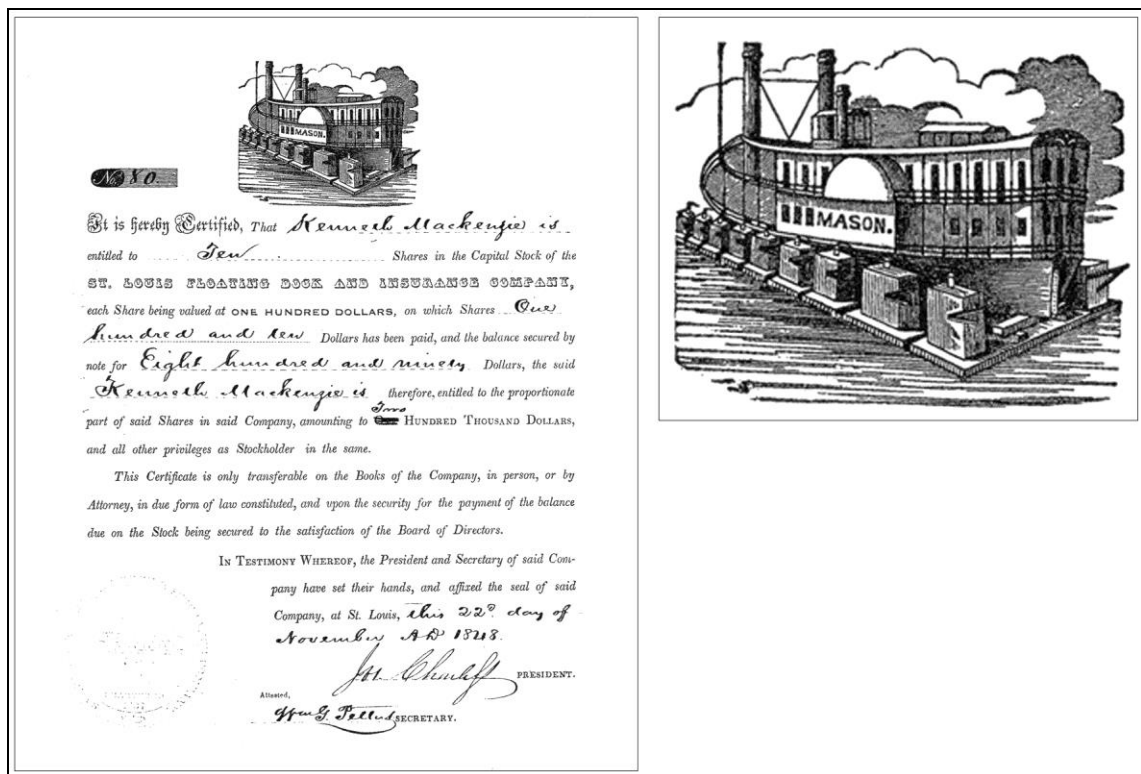 MASON.
No. 80.
It is hereby Certified, That Kenneth Mackenzie is
entitled to Ten Shares in the Capital Stock of the
ST. LOUIS FLOATING DOCK AND INSURANCE COMPANY,
each Share being valued at ONE HUNDRED DOLLARS, on which Shares One
hundred and ten Dollars has been paid, and the balance secured by
note for Eight hundred and ninety Dollars, the said
Kenneth Mackenzie is therefore, entitled to the proportionate
Two
part of said Shares in said Company, amounting to One HUNDRED THOUSAND DOLLARS,
and all other privileges as Stockholder in the same.
This Certificate is only transferable on the Books of the Company, in person, or by
Attorney, in due form of law constituted, and upon the security for the payment of the balance
due on the Stock being secured to the satisfaction of the Board of Directors.
IN TESTIMONY WHEREOF, the President and Secretary of said Com-
pany have set their hands, and affixed the seal of said
Company, at St. Louis, this 22d. day of
November AD 1848.
PRESIDENT.
Attested,
SECRETARY.
MASON.